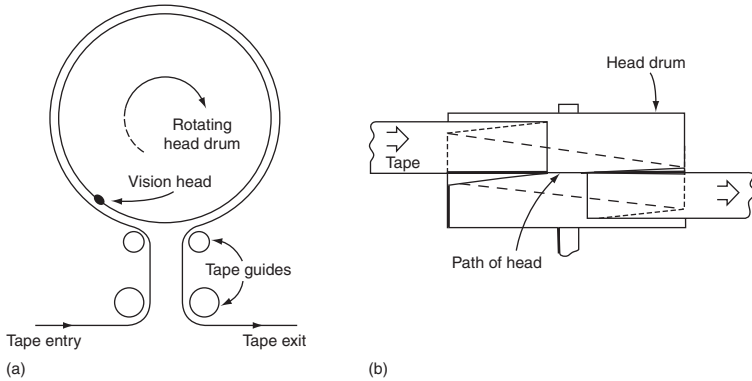 Rotating
head drum
Vision head
Tape guides
Tape entry
Tape exit
(a)
Head drum
Tape
Path of head
(b)